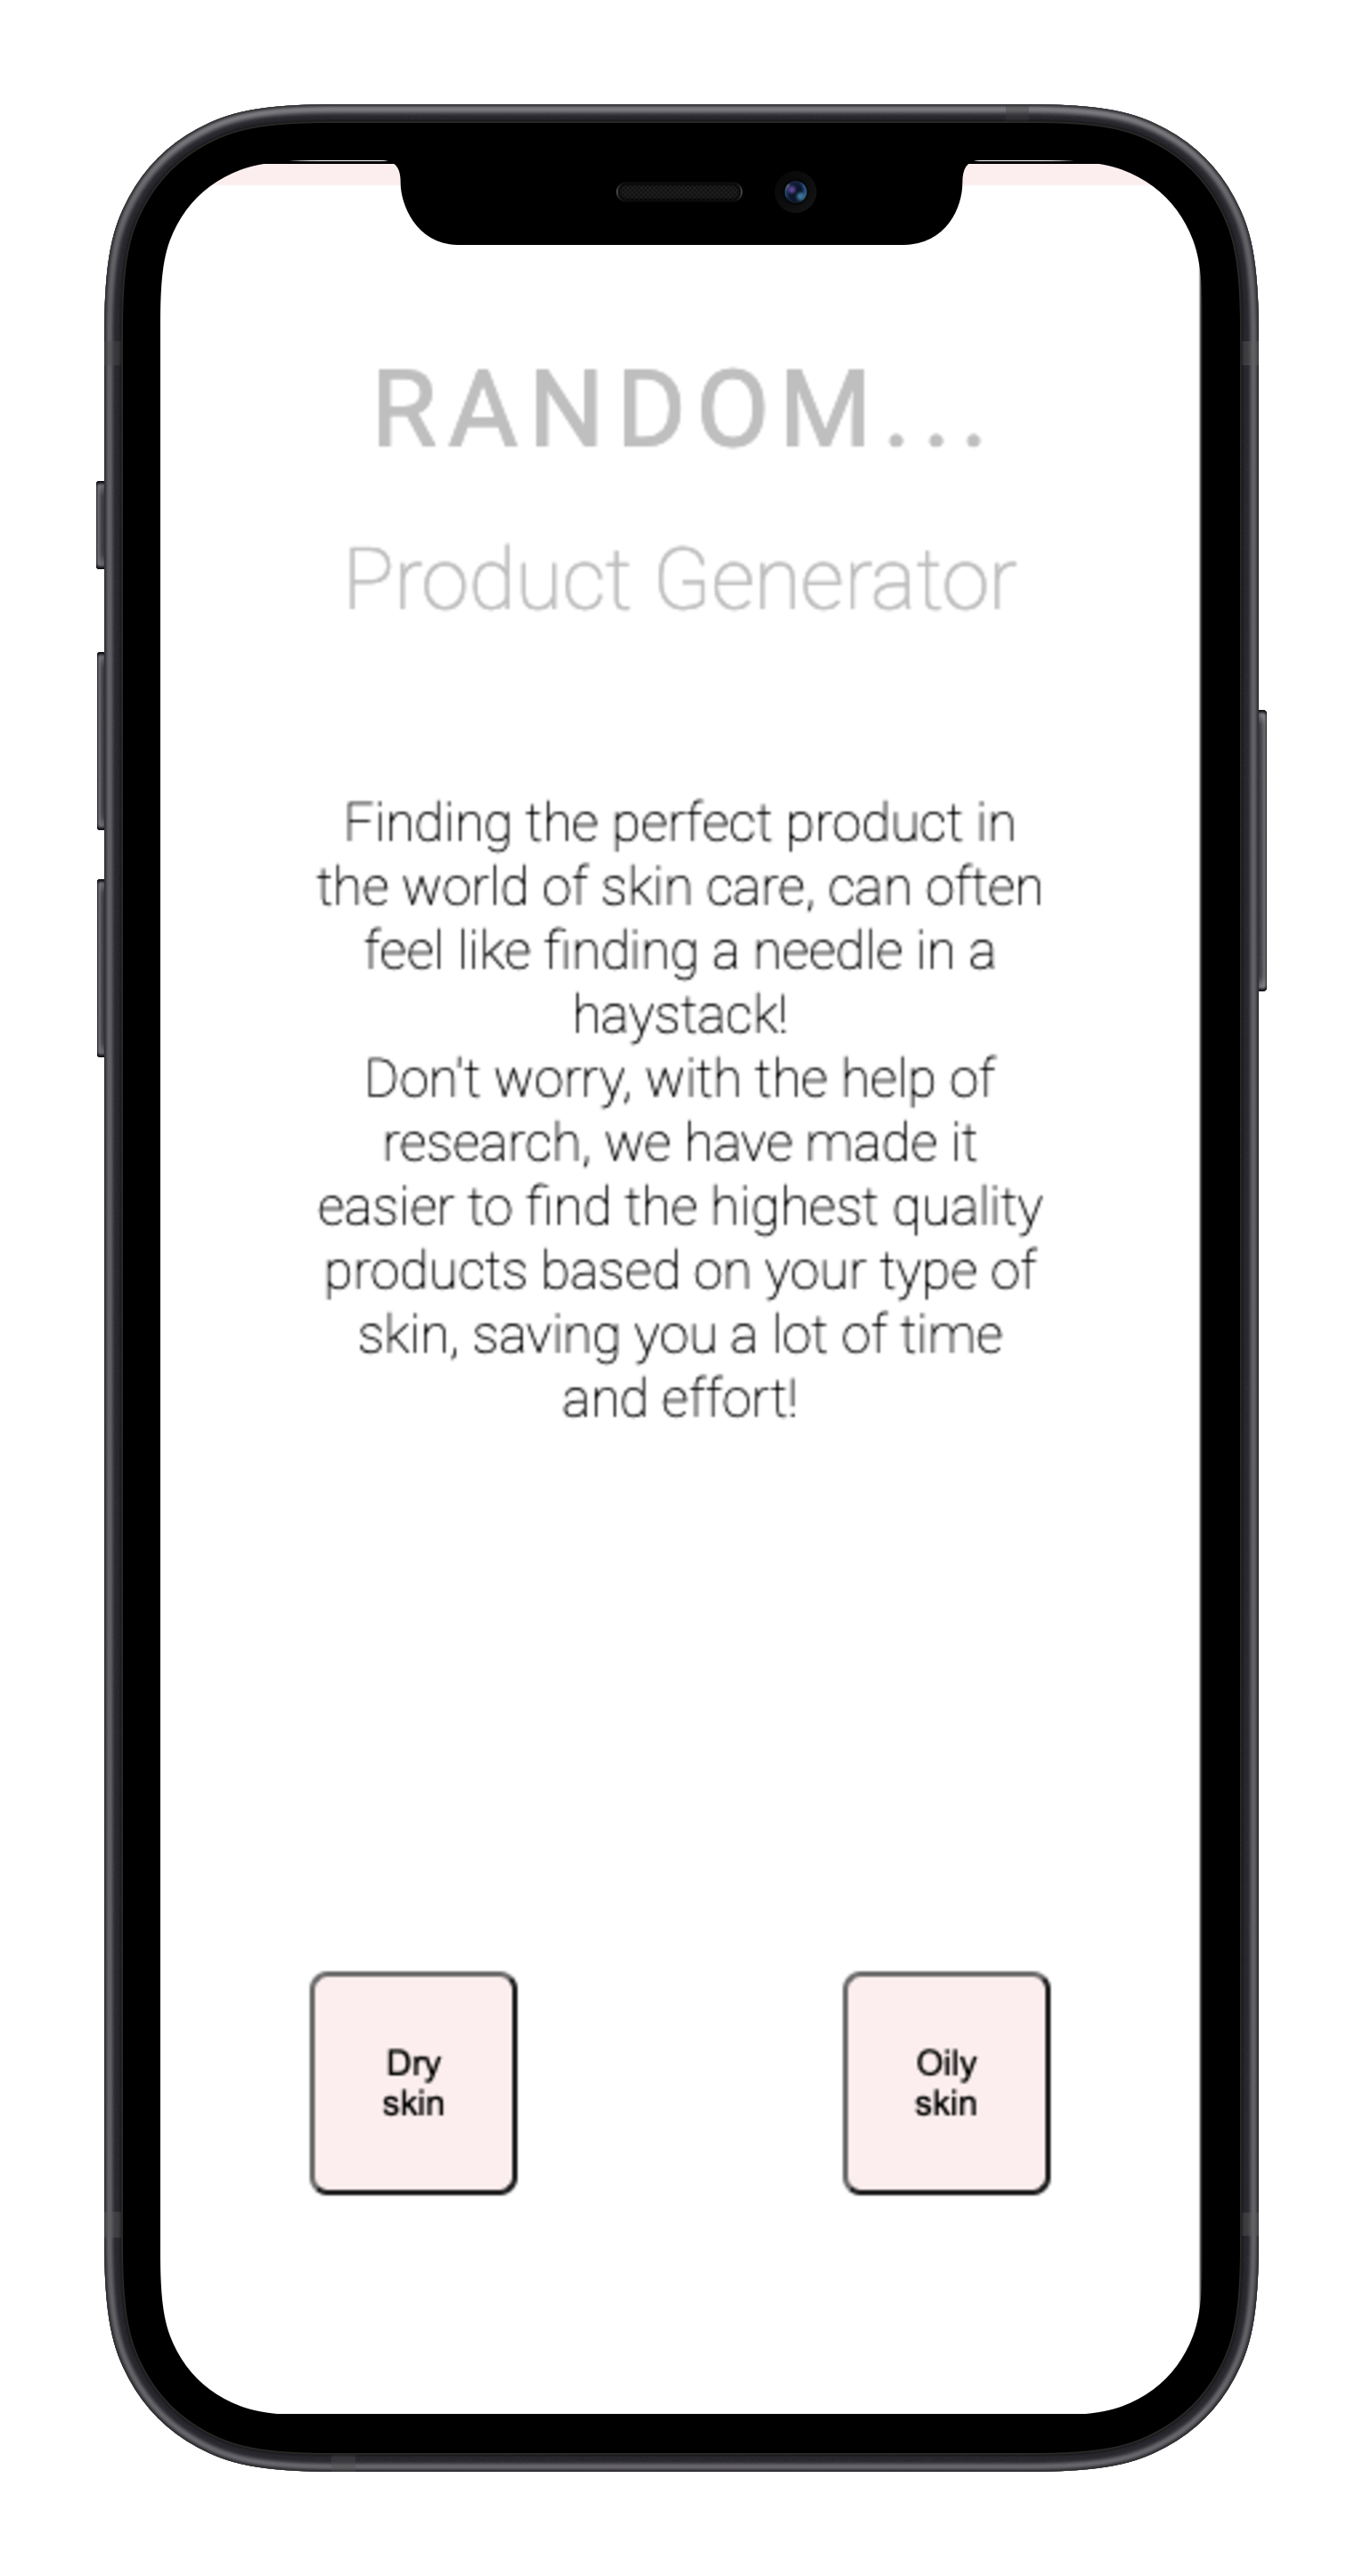 RANDOM...
Product Generator
Finding the perfect product in
the world of skin care, can often
feel like finding a needle in a
haystack!
Don't worry, with the help of
research, we have made it
easier to find the highest quality
products based on your type of
skin, saving you a lot of time
and effort!
Dry
skin
Oily
skin